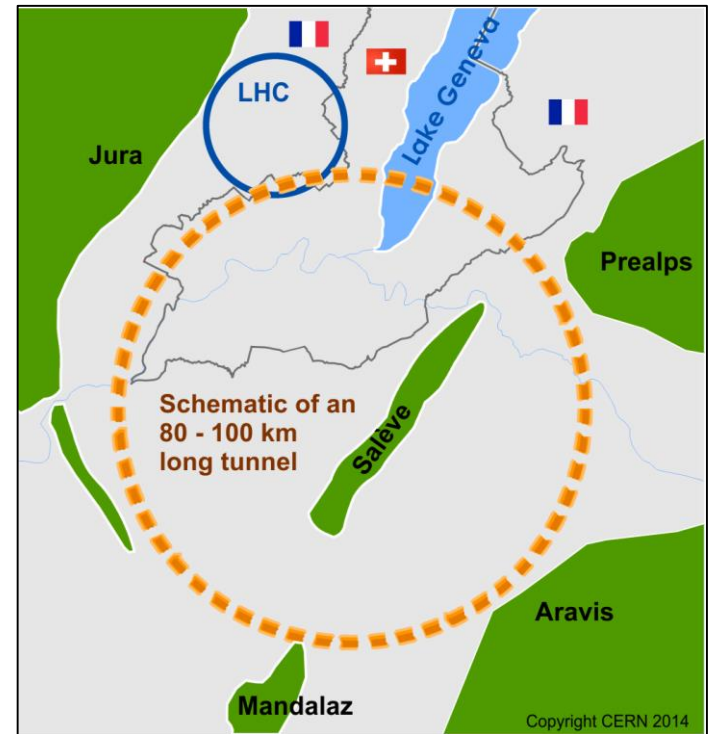 LHC
Lake Geneva
Jura
Prealps
Schematic of an
80 - 100 km
long tunnel
Salève
Aravis
Mandalaz
Copyright CERN 2014